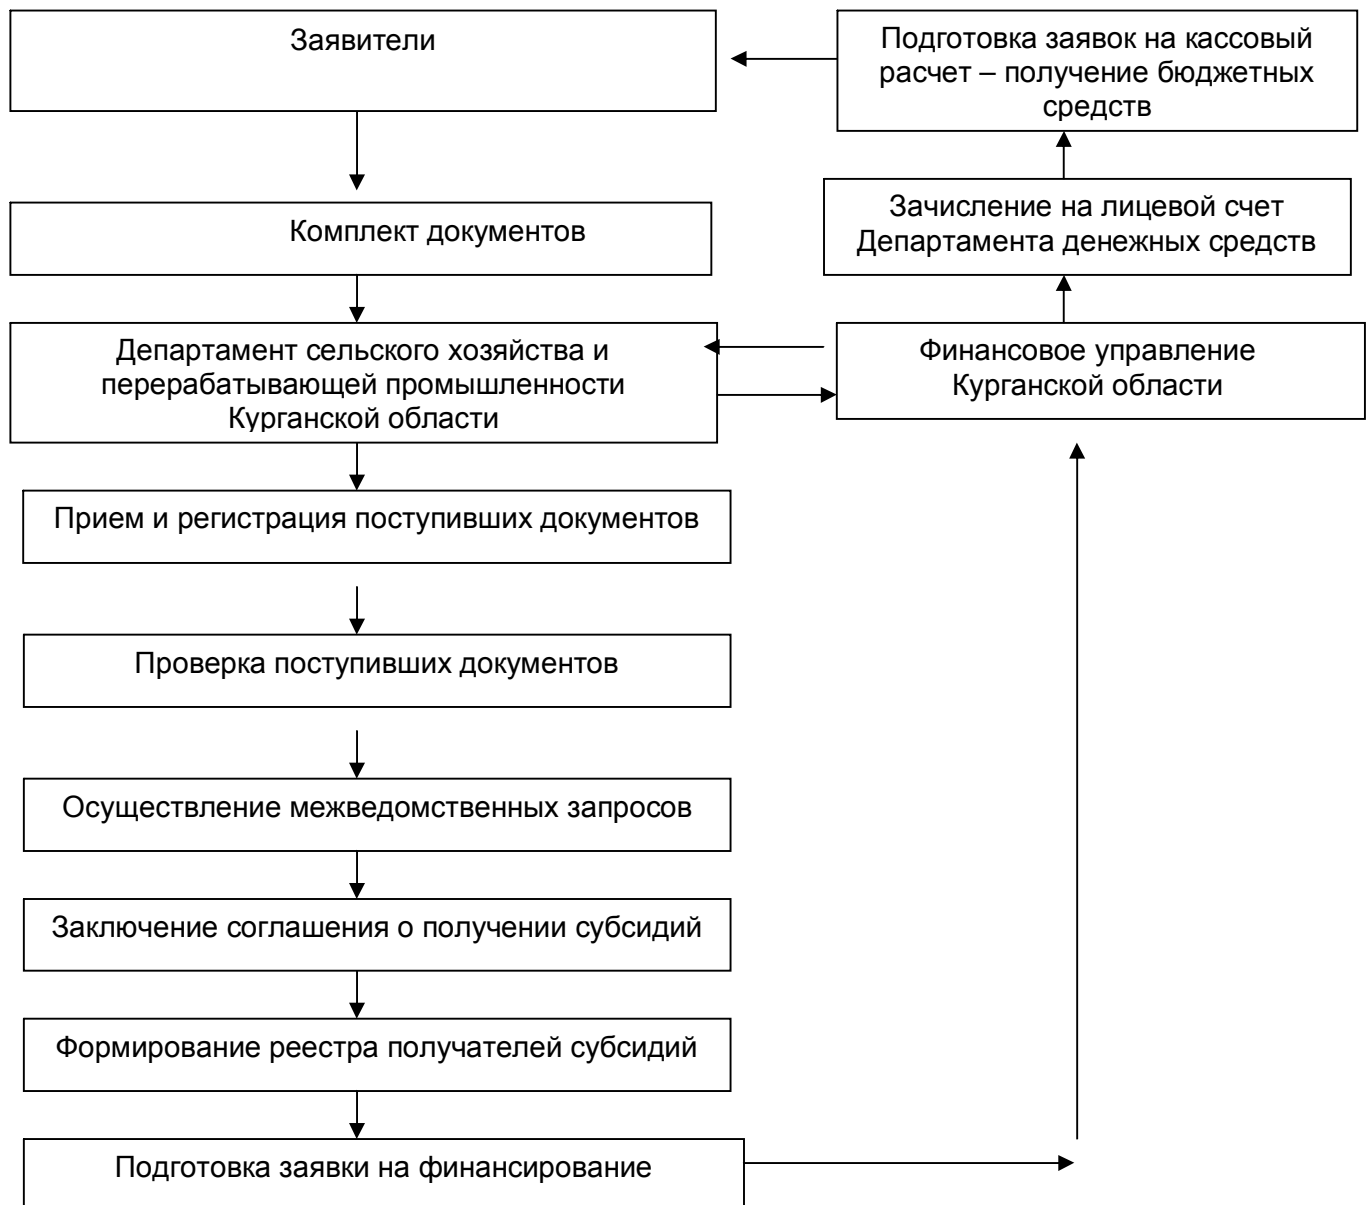 Заявители
Подготовка заявок на кассовый
расчет – получение бюджетных
средств
Зачисление на лицевой счет
Департамента денежных средств
Комплект документов
Департамент сельского хозяйства и
перерабатывающей промышленности
Курганской области
Финансовое управление
Курганской области
Прием и регистрация поступивших документов
Проверка поступивших документов
Осуществление межведомственных запросов
Заключение соглашения о получении субсидий
Формирование реестра получателей субсидий
Подготовка заявки на финансирование